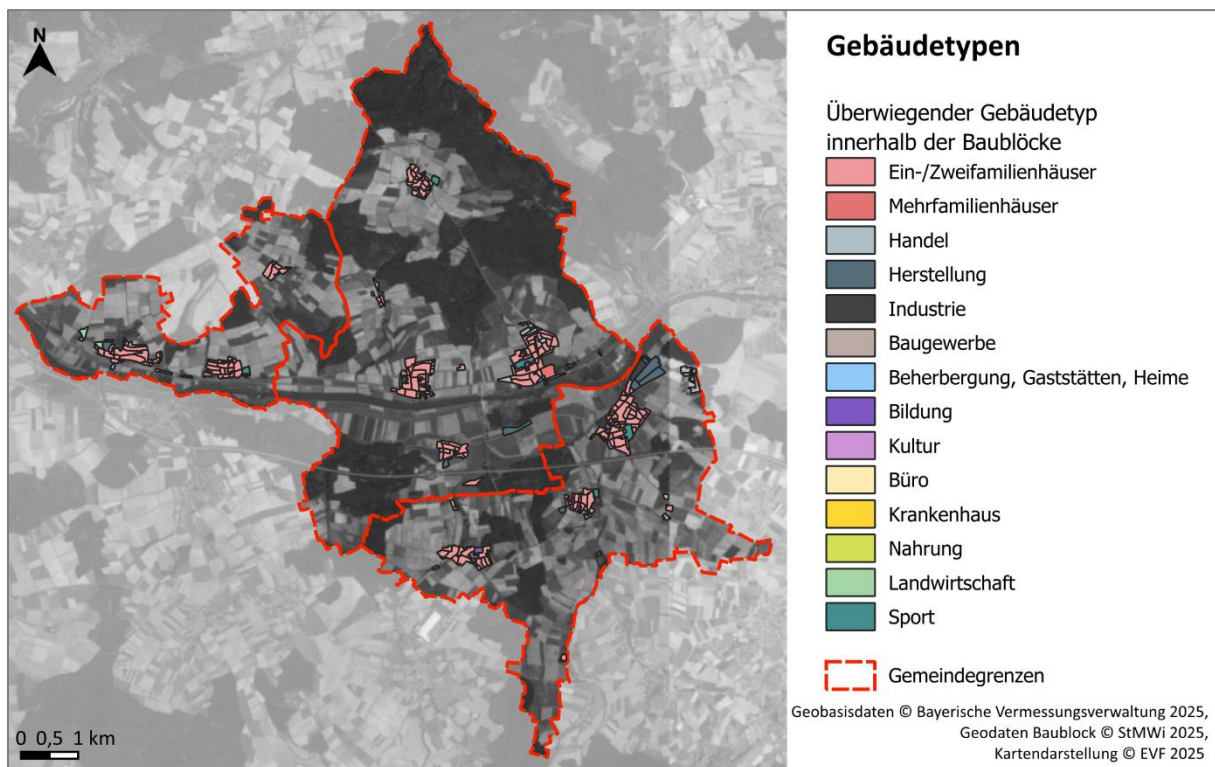 N
0 0,5 1 km
Gebäudetypen
Überwiegender Gebäudetyp
innerhalb der Baublöcke
Ein-/Zweifamilienhäuser
Mehrfamilienhäuser
Handel
Herstellung
Industrie
Baugewerbe
Beherbergung, Gaststätten, Heime
Bildung
Kultur
Büro
Krankenhaus
Nahrung
Landwirtschaft
Sport
Gemeindegrenzen
Geobasisdaten © Bayerische Vermessungsverwaltung 2025,
Geodaten Baublock © StMWi 2025,
Kartendarstellung © EVF 2025